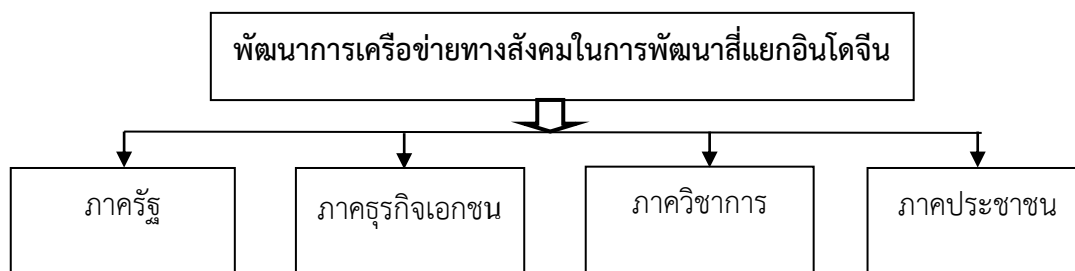 พัฒนาการเครือข่ายทางสังคมในการพัฒนาสี่แยกอินโดจีน
ภาครัฐ
ภาคธุรกิจเอกชน
ภาควิชาการ
ภาคประชาชน